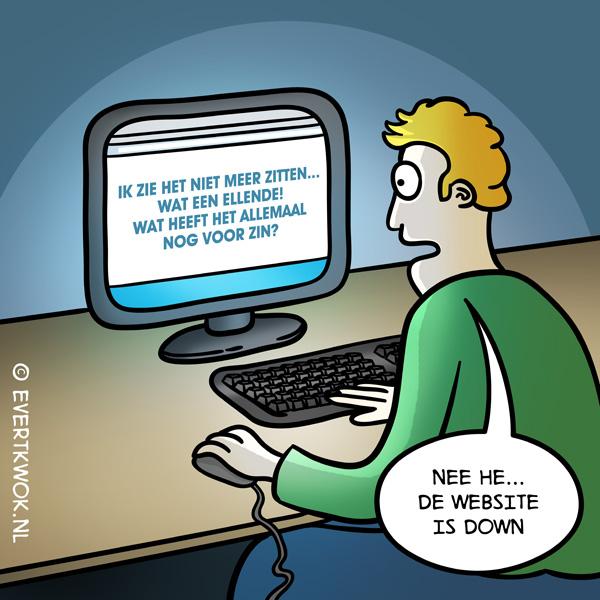 IK ZIE HET NIET MEER ZITTEN...
WAT EEN ELLENDE!
WAT HEEFT HET ALLEMAAL
NOG VOOR ZIN?
NEE HE...
DE WEBSITE
IS DOWN
© EVERTKWOK.NL